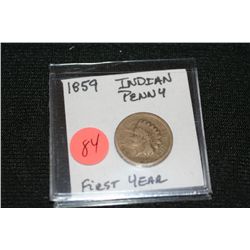 1859 INDIAN
PENNY
84
FIRST YEAR